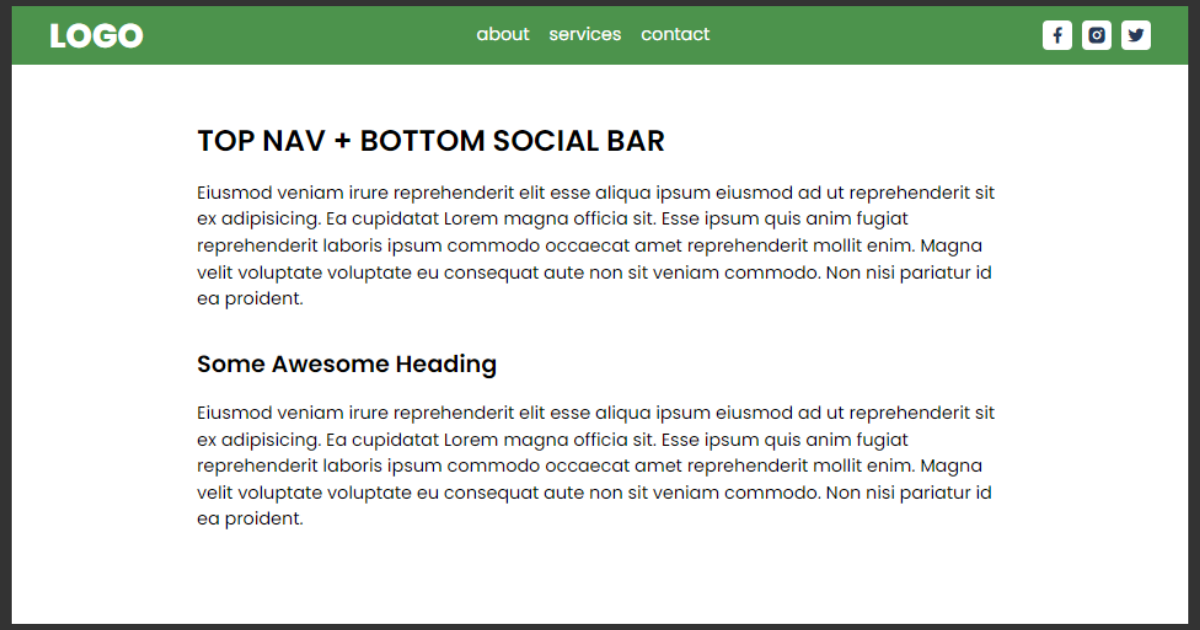 LOGO
about services contact
TOP NAV + BOTTOM SOCIAL BAR
Eiusmod veniam irure reprehenderit elit esse aliqua ipsum eiusmod ad ut reprehenderit sit
ex adipisicing. Ea cupidatat Lorem magna officia sit. Esse ipsum quis anim fugiat
reprehenderit laboris ipsum commodo occaecat amet reprehenderit mollit enim. Magna
velit voluptate voluptate eu consequat aute non sit veniam commodo. Non nisi pariatur id
ea proident.
Some Awesome Heading
Eiusmod veniam irure reprehenderit elit esse aliqua ipsum eiusmod ad ut reprehenderit sit
ex adipisicing. Ea cupidatat Lorem magna officia sit. Esse ipsum quis anim fugiat
reprehenderit laboris ipsum commodo occaecat amet reprehenderit mollit enim. Magna
velit voluptate voluptate eu consequat aute non sit veniam commodo. Non nisi pariatur id
ea proident.